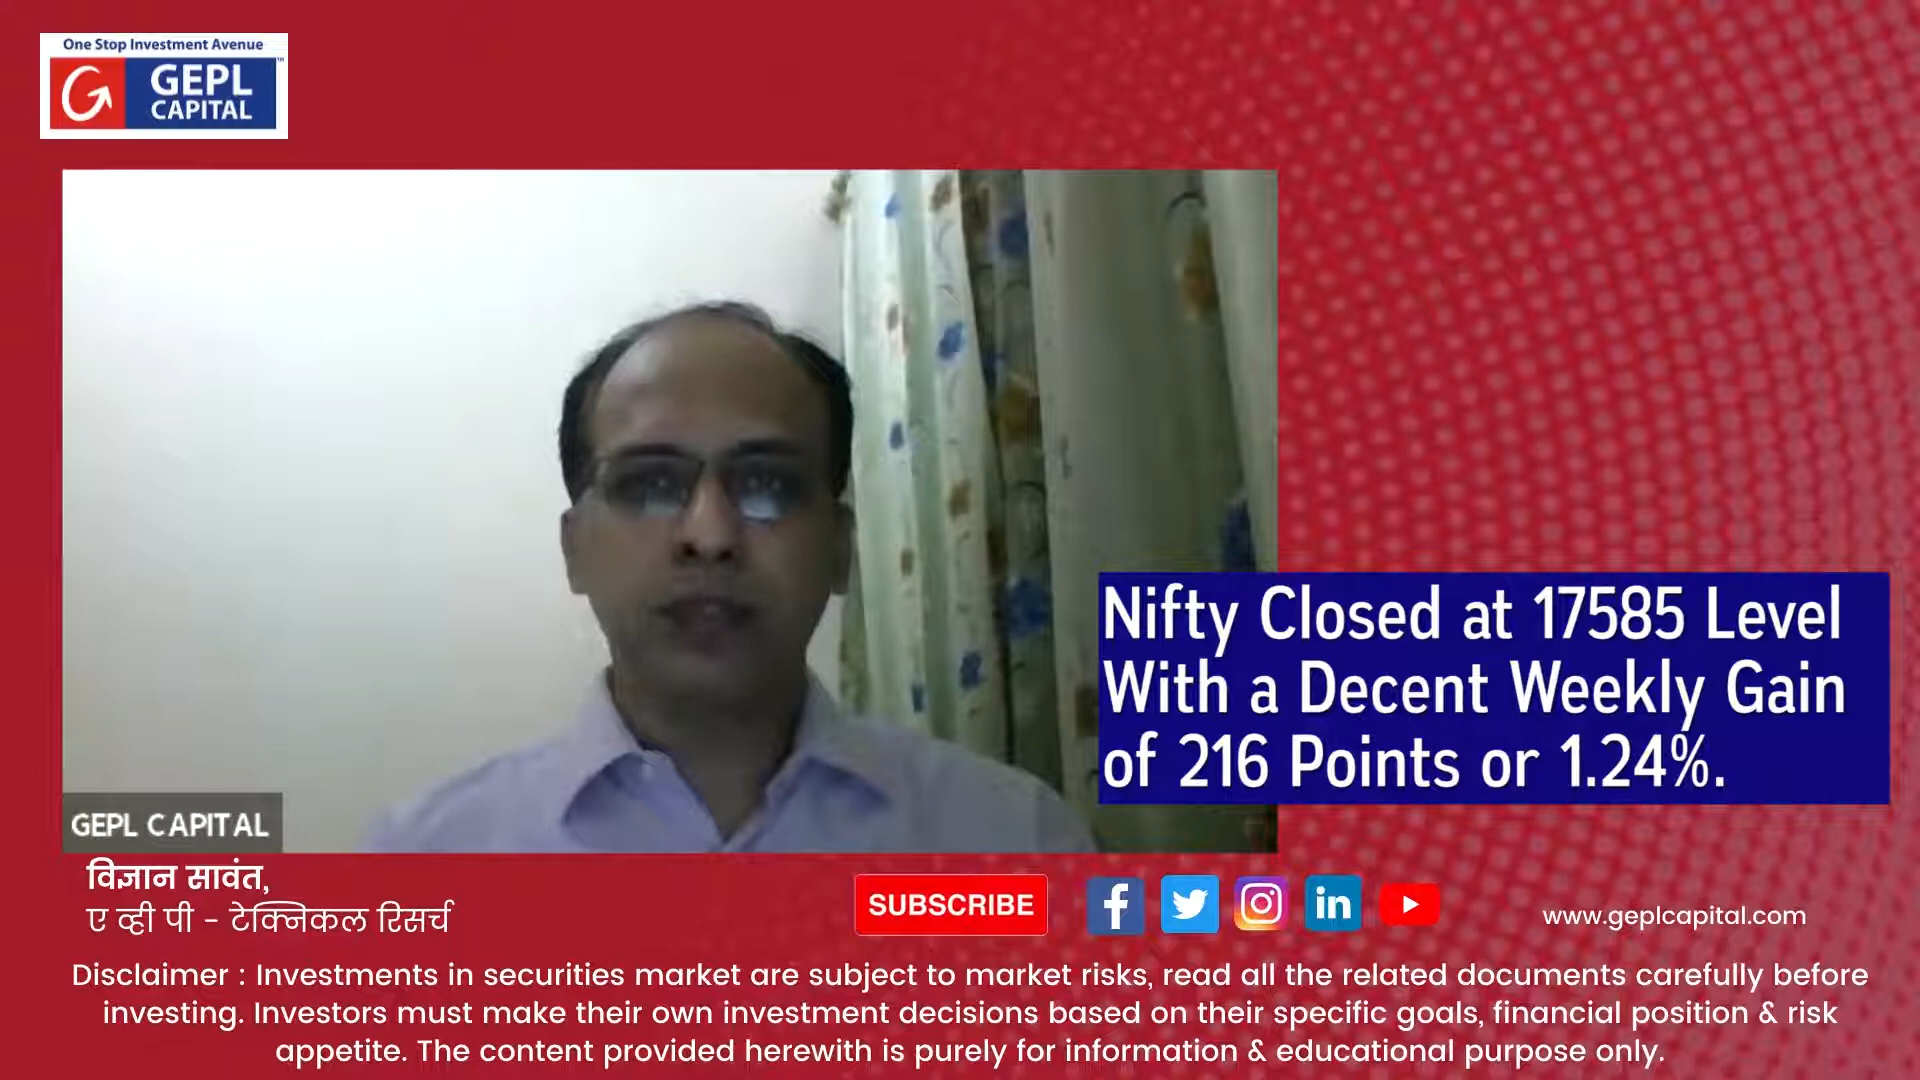 One Stop Investment Avenue
GEPL
CAPITAL
Nifty Closed at 17585 Level
With a Decent Weekly Gain
of 216 Points or 1.24%.
GEPL CAPITAL
विज्ञान सावंत,
ए व्ही पी - टेक्निकल रिसर्च
SUBSCRIBE
www.geplcapital.com
Disclaimer : Investments in securities market are subject to market risks, read all the related documents carefully before
investing. Investors must make their own investment decisions based on their specific goals, financial position & risk
appetite. The content provided herewith is purely for information & educational purpose only.